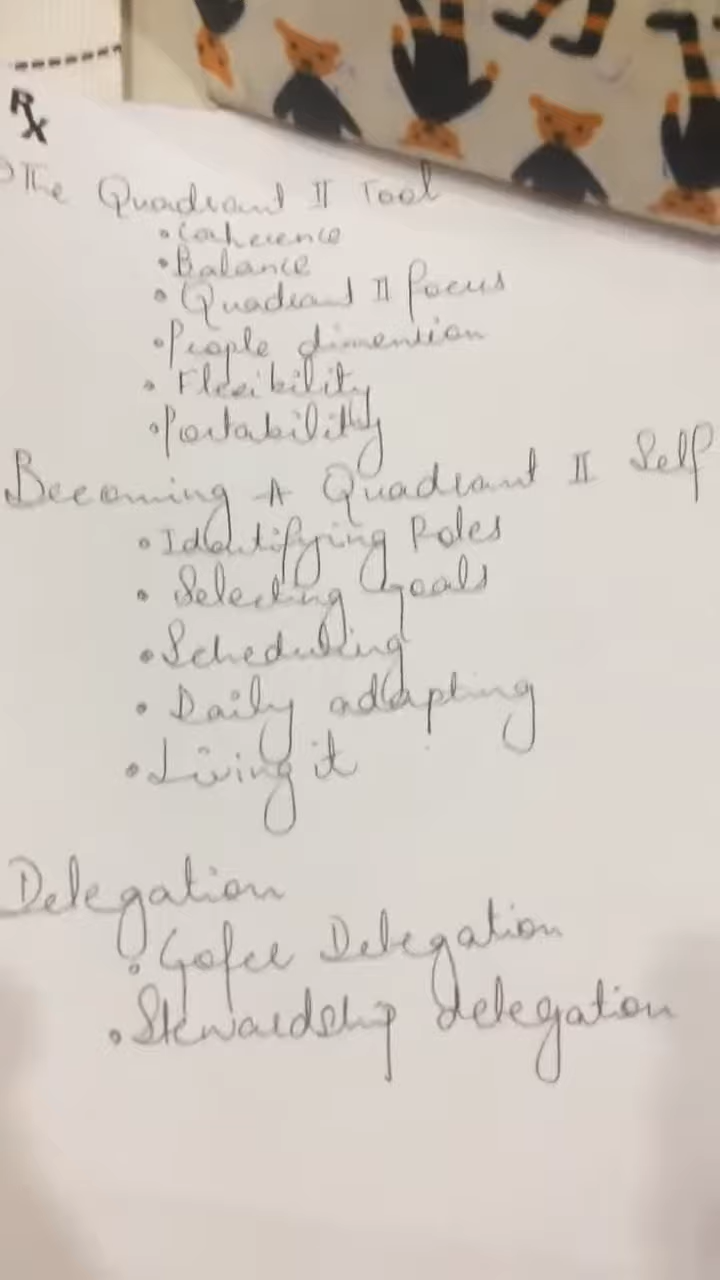 Rx
The Quadrant II Tool
• Coherence
• Balance
• Quadrant II focus
• People dimention
• Flexibility
• Portability
Becoming A Quadrant II Self
• Identifying Roles
• Selecting Goals
• Scheduling
• Daily adapting
• Living it
Delegation
• Gofer Delegation
• Stewardship delegation